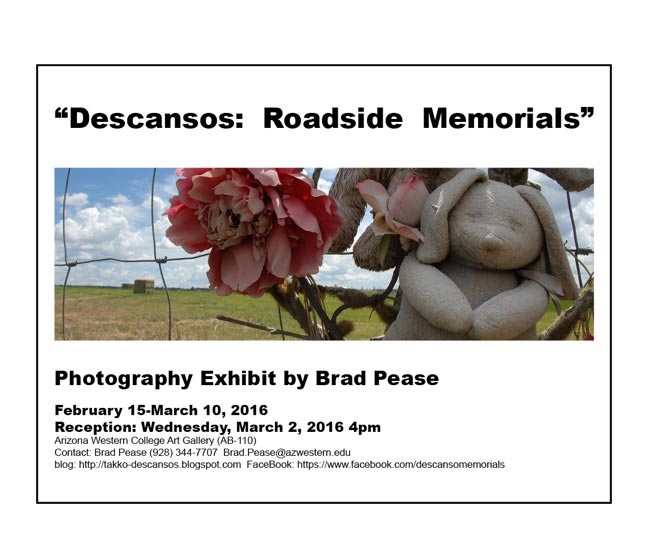 “Descansos: Roadside Memorials”
Photography Exhibit by Brad Pease
February 15-March 10, 2016
Reception: Wednesday, March 2, 2016 4pm
Arizona Western College Art Gallery (AB-110)
Contact: Brad Pease (928) 344-7707 Brad.Pease@azwestern.edu
blog: http://takko-descansos.blogspot.com FaceBook: https://www.facebook.com/descansomemorials